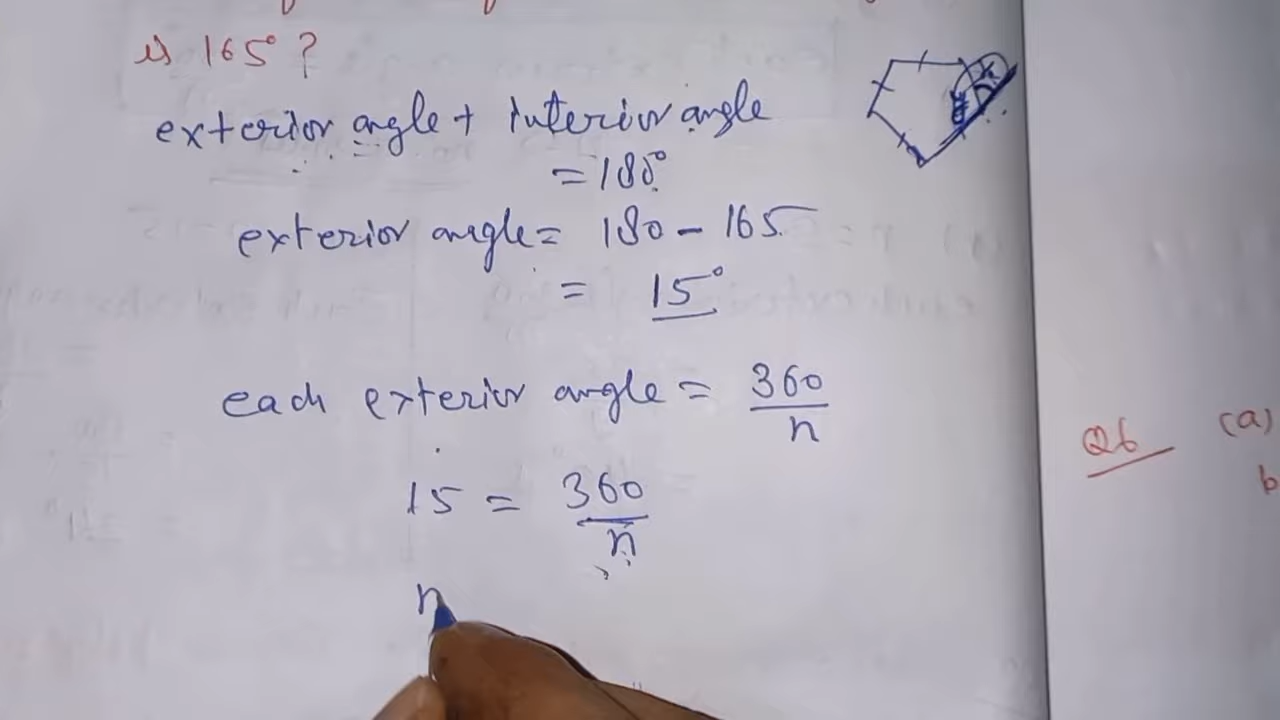 is 165° ?
exterior angle + interior angle
= 180°
exterior angle = 180 - 165
= 15°
each exterior angle = 360/n
15 = 360/n
n
Q6 (a)
b